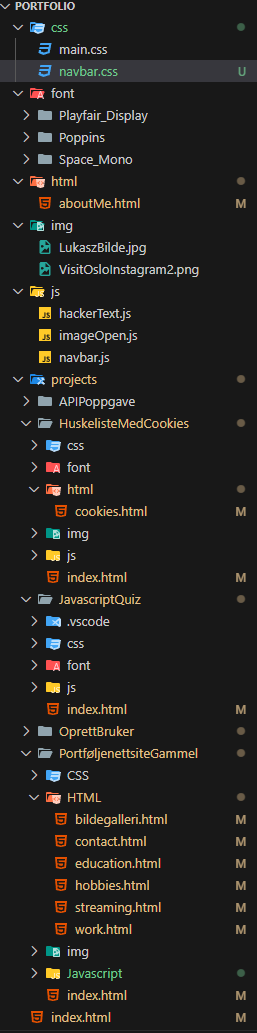 PORTFOLIO
css
main.css
navbar.css U
font
Playfair_Display
Poppins
Space_Mono
html
aboutMe.html M
img
LukaszBilde.jpg
VisitOsloInstagram2.png
js
hackerText.js
imageOpen.js
navbar.js
projects
APIPoppgave
HuskelisteMedCookies
css
font
html
cookies.html M
img
js
index.html M
JavascriptQuiz
.vscode
css
font
js
index.html M
OprettBruker
PortføljenettsiteGammel
CSS
HTML
bildegalleri.html M
contact.html M
education.html M
hobbies.html M
streaming.html M
work.html M
img
Javascript
index.html M
index.html M